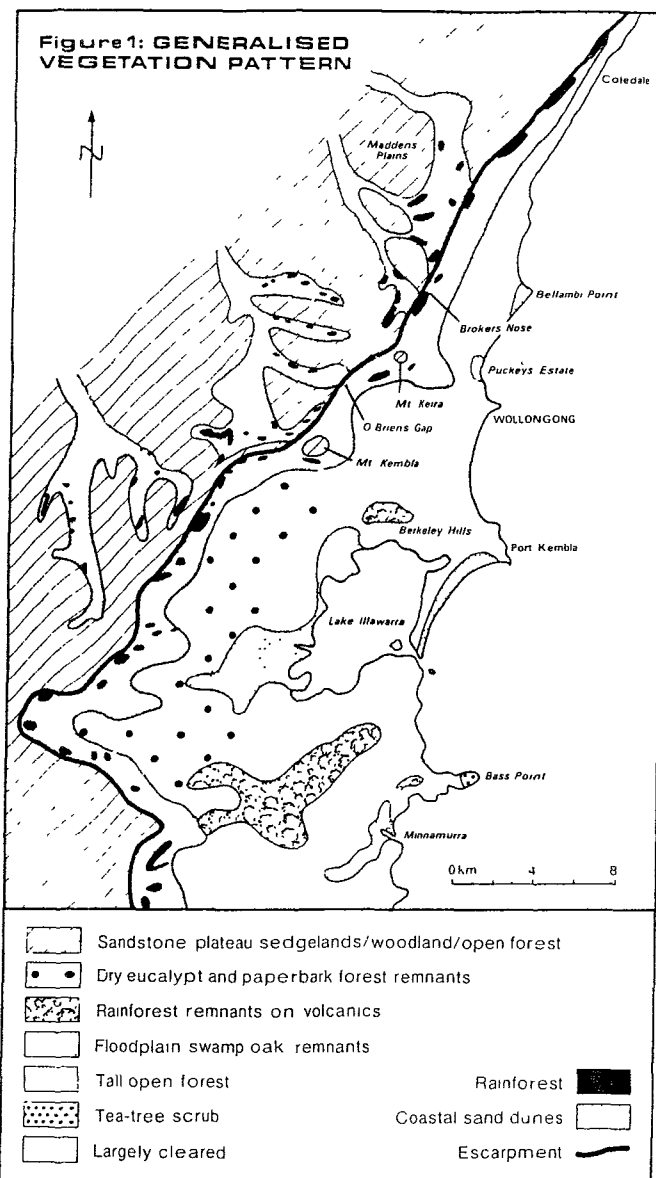 Figure 1: GENERALISED
VEGETATION PATTERN
N
Coledale
Maddens
Plains
Bellambi Point
Brokers Nose
Puckeys Estate
Mt Keira
WOLLONGONG
O Briens Gap
Mt Kembla
Berkeley Hills
Port Kembla
Lake Illawarra
Bass Point
Minnamurra
0 km 4 8
Sandstone plateau sedgelands/woodland/open forest
Dry eucalypt and paperbark forest remnants
Rainforest remnants on volcanics
Floodplain swamp oak remnants
Tall open forest
Rainforest
Tea-tree scrub
Coastal sand dunes
Largely cleared
Escarpment